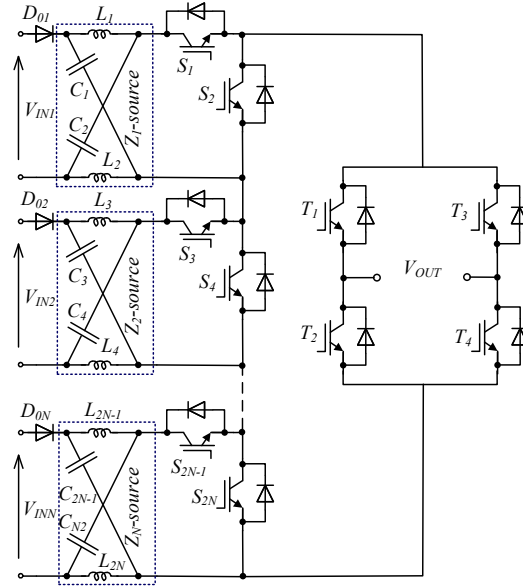 D01
L1
S1
C1
VIN1
Z1-source
S2
C2
L2
D02
L3
S3
T1
T3
VOUT
C3
VIN2
Z2-source
S4
C4
L4
T2
T4
D0N
L2N-1
S2N-1
C2N-1
VINN
ZN-source
S2N
CN2
L2N